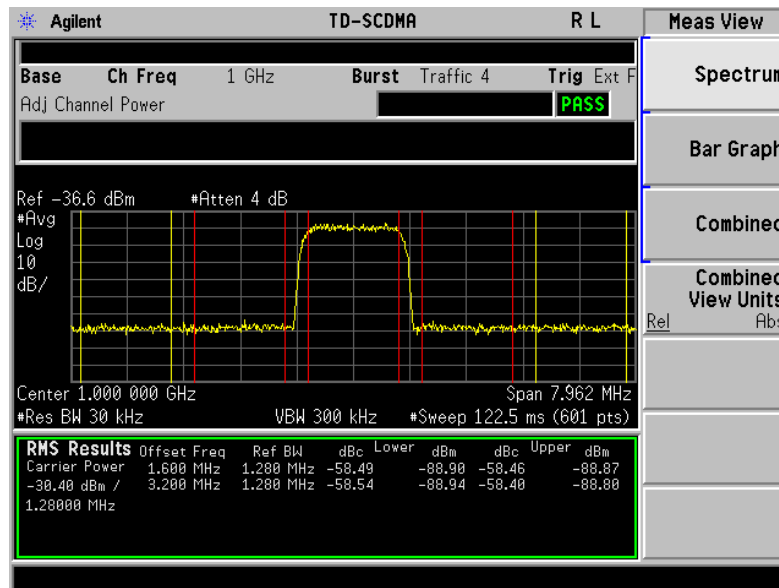 Agilent TD-SCDMA R L Meas View
Base Ch Freq 1 GHz Burst Traffic 4 Trig Ext F
Adj Channel Power PASS
Spectrum
Bar Graph
Combined
Combined
View Units
Rel Abs
Ref -36.6 dBm #Atten 4 dB
#Avg
Log
10
dB/
Center 1.000 000 GHz Span 7.962 MHz
#Res BW 30 kHz VBW 300 kHz #Sweep 122.5 ms (601 pts)
RMS Results Offset Freq Ref BW dBc Lower dBm dBc Upper dBm
Carrier Power 1.600 MHz 1.280 MHz -58.49 -88.90 -58.46 -88.87
-30.40 dBm / 3.200 MHz 1.280 MHz -58.54 -88.94 -58.40 -88.80
1.28000 MHz